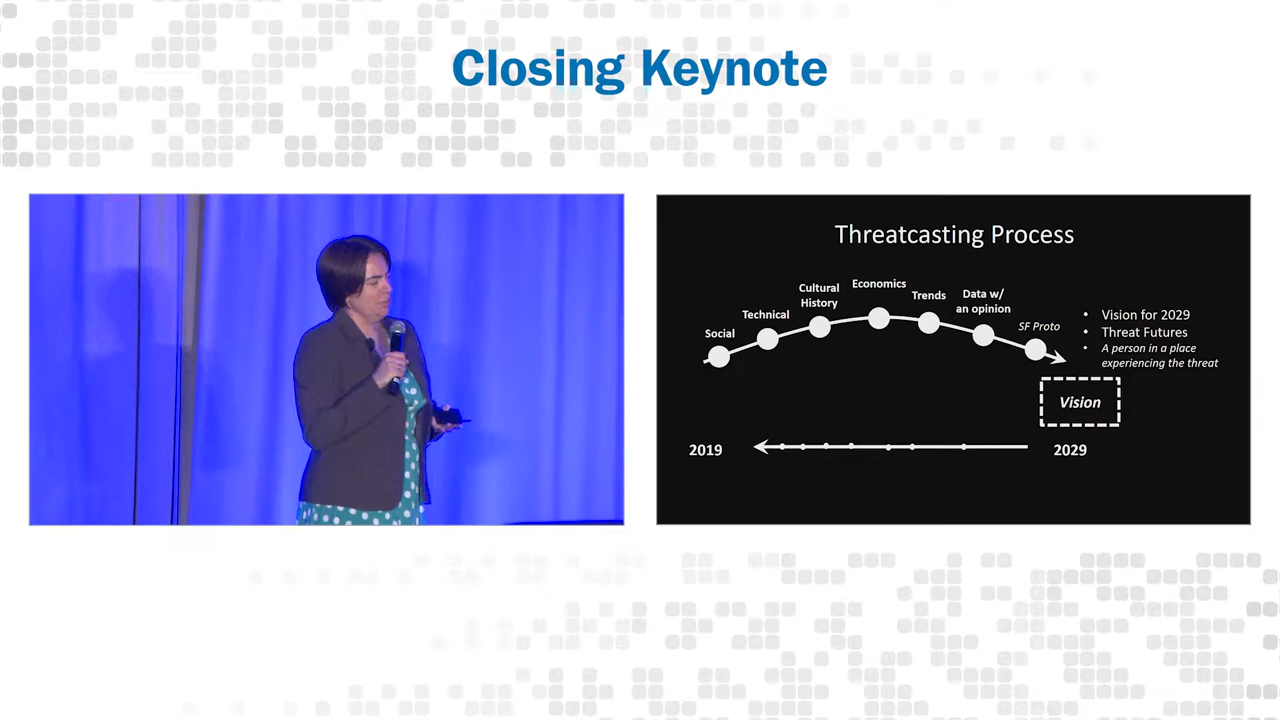 Closing Keynote
Threatcasting Process
Social
Technical
Cultural
History
Economics
Trends
Data w/
an opinion
SF Proto
• Vision for 2029
• Threat Futures
• A person in a place
experiencing the threat
Vision
2019
2029